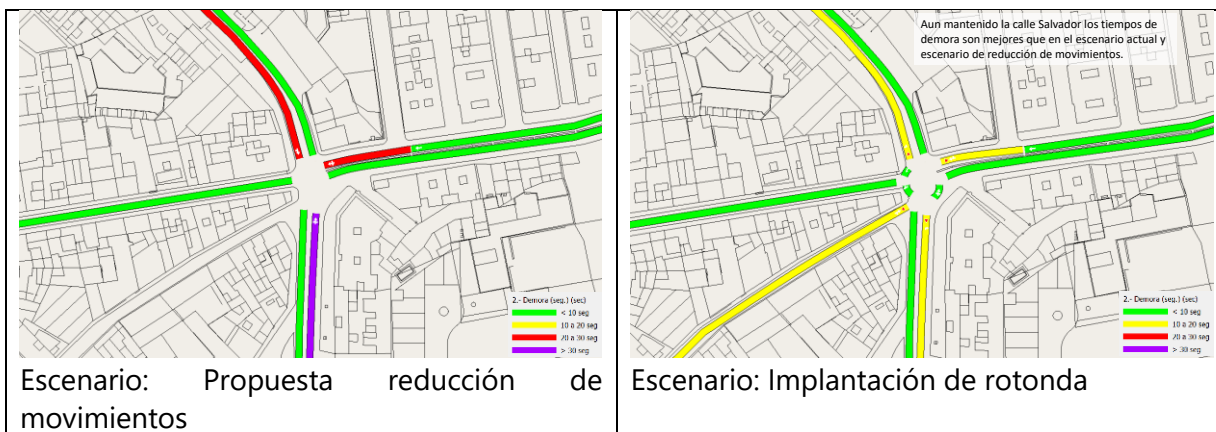 2.- Demora (seg.) (sec)
< 10 seg
10 a 20 seg
20 a 30 seg
> 30 seg
Escenario: Propuesta reducción de
movimientos
Aun mantenido la calle Salvador los tiempos de
demora son mejores que en el escenario actual y
escenario de reducción de movimientos.
2.- Demora (seg.) (sec)
< 10 seg
10 a 20 seg
20 a 30 seg
> 30 seg
Escenario: Implantación de rotonda